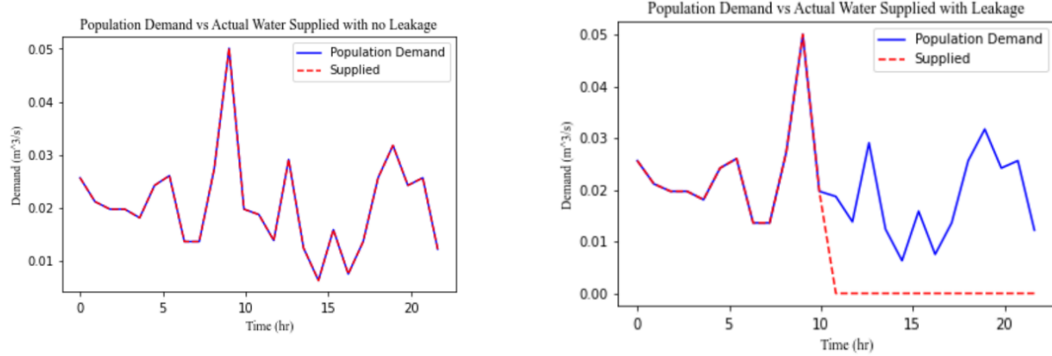 Population Demand vs Actual Water Supplied with no Leakage
Population Demand
Supplied
0.05
0.04
0.03
0.02
0.01
Demand (m^3/s)
0
5
10
15
20
Time (hr)
Population Demand vs Actual Water Supplied with Leakage
Population Demand
Supplied
0.05
0.04
0.03
0.02
0.01
0.00
Demand (m^3/s)
0
5
10
15
20
Time (hr)